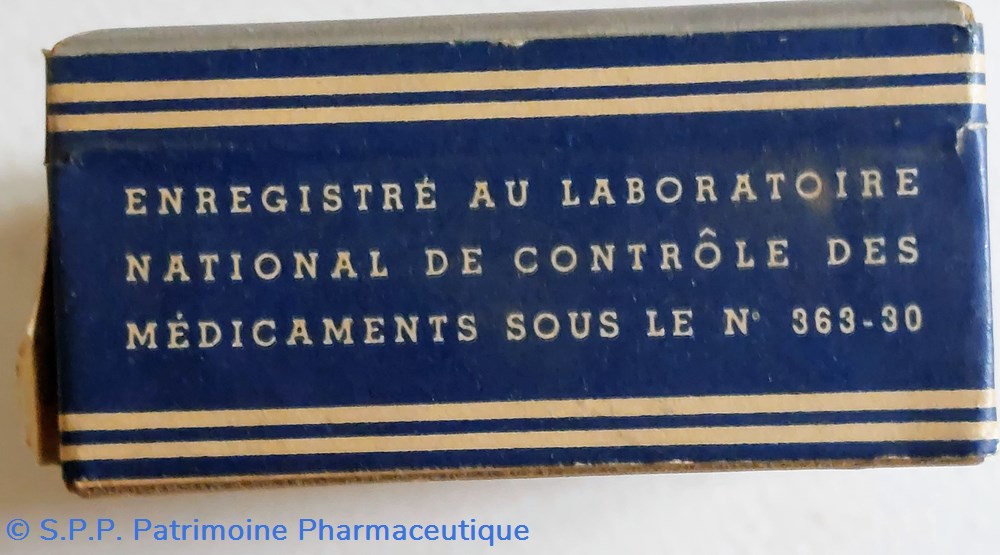 ENREGISTRÉ AU LABORATOIRE
NATIONAL DE CONTRÔLE DES
MÉDICAMENTS SOUS LE N° 363-30
© S.P.P. Patrimoine Pharmaceutique